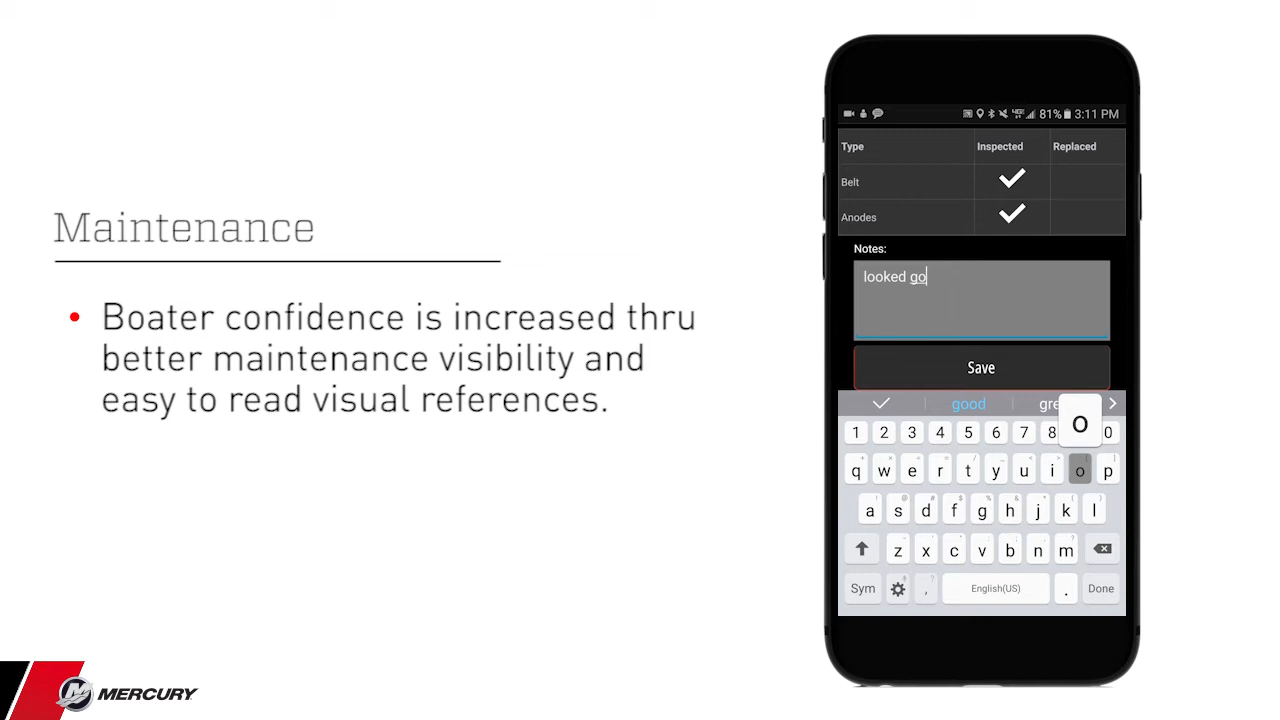 Maintenance
• Boater confidence is increased thru
better maintenance visibility and
easy to read visual references.
MERCURY
81% 3:11 PM
Type Inspected Replaced
Belt
Anodes
Notes:
looked go
Save
good gre
o
1 2 3 4 5 6 7 8 0
q w e r t y u i o p
a s d f g h j k l
z x c v b n m
Sym , English(US) . Done